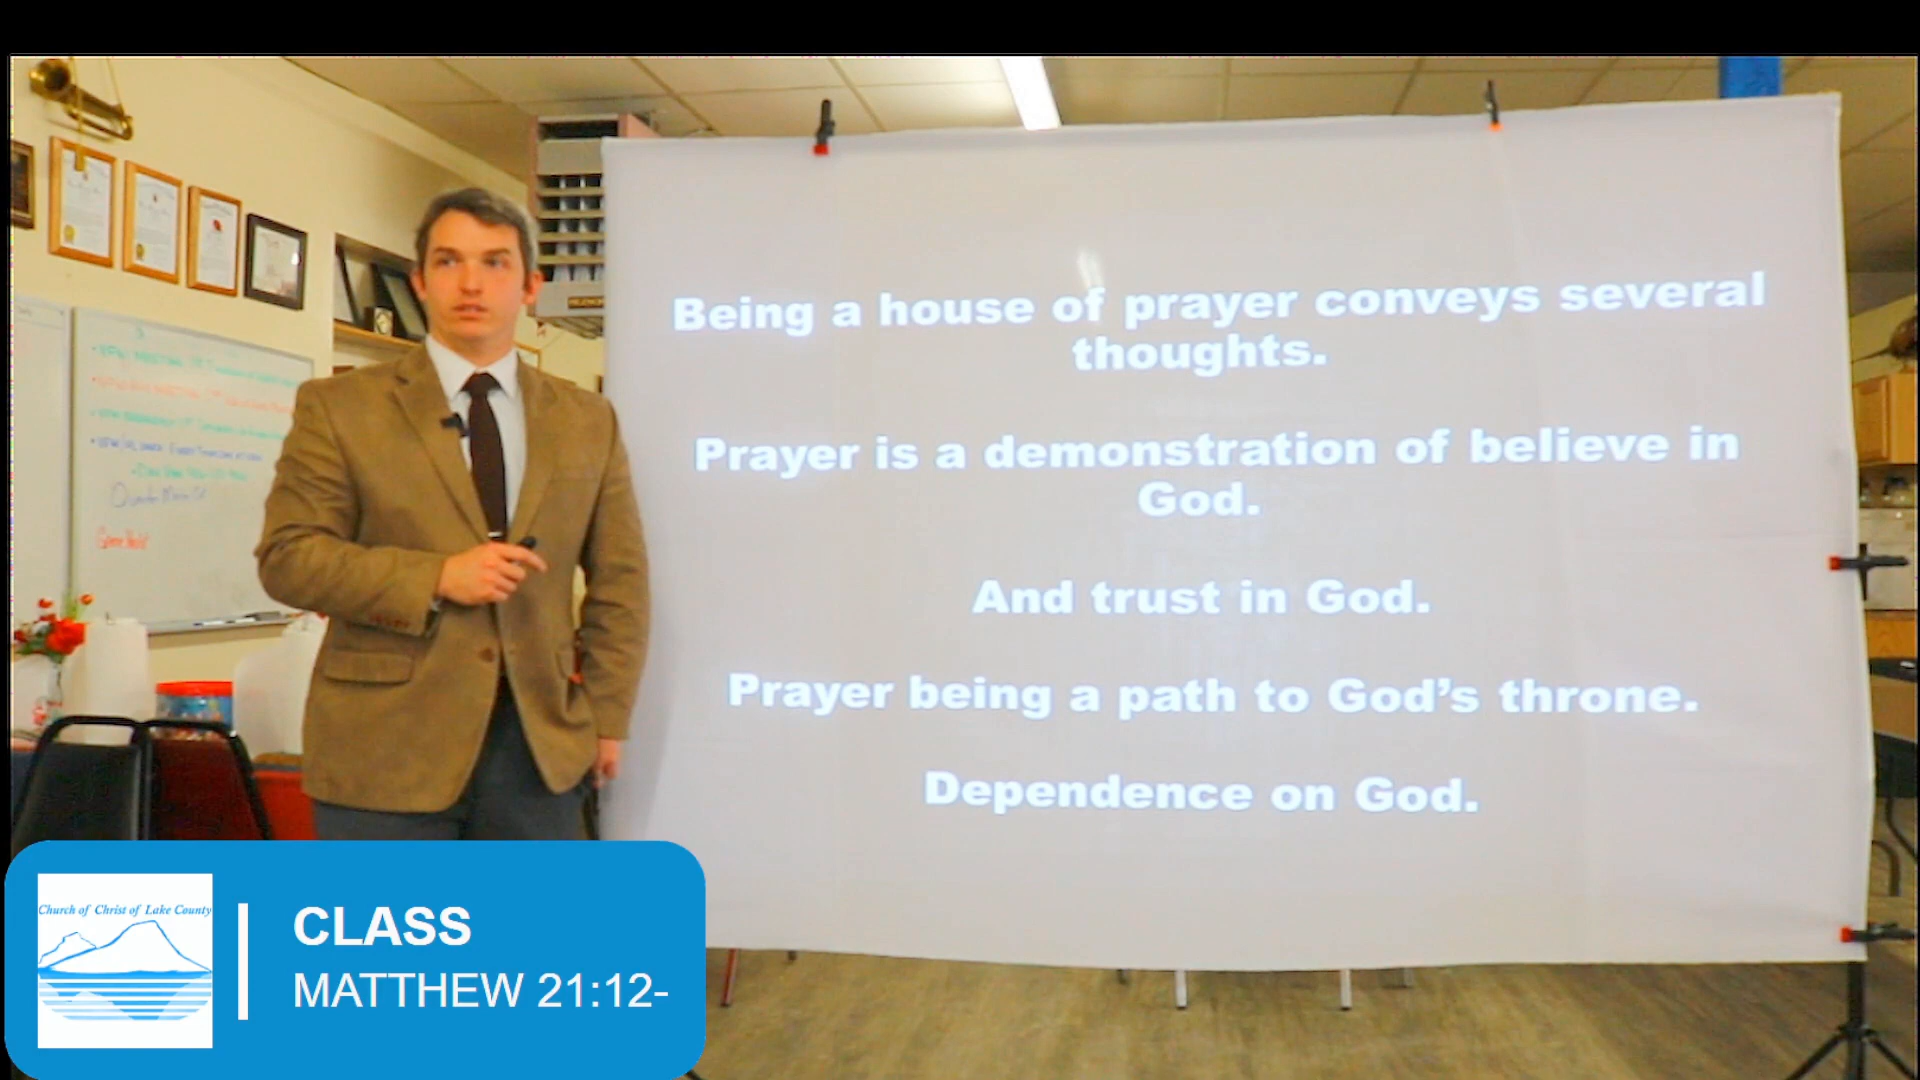 Being a house of prayer conveys several
thoughts.
Prayer is a demonstration of believe in
God.
And trust in God.
Prayer being a path to God's throne.
Dependence on God.
Church of Christ of Lake County
CLASS
MATTHEW 21:12-